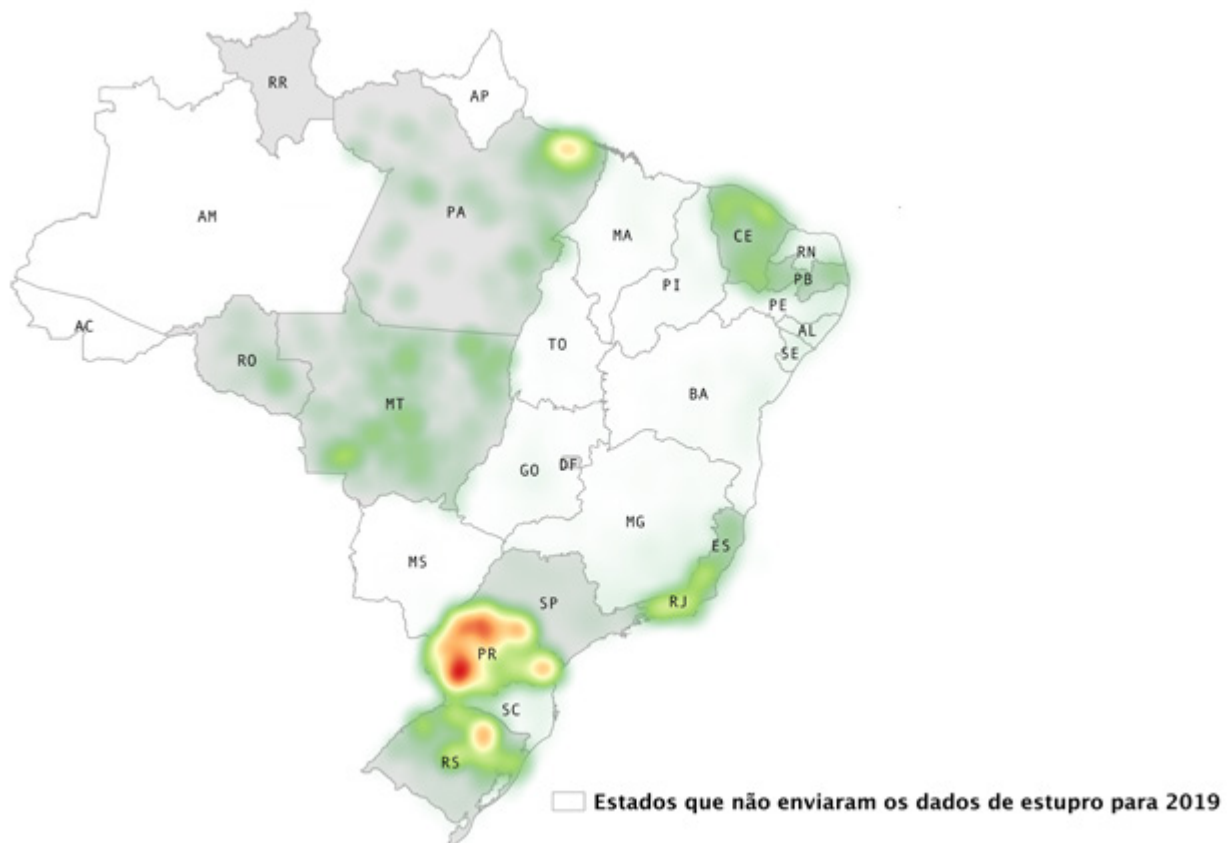 RR
AP
AM
PA
MA
CE
RN
PB
PI
PE
AC
AL
TO
SE
RO
BA
MT
GO
DF
MG
ES
MS
SP
RJ
PR
SC
RS
Estados que não enviaram os dados de estupro para 2019